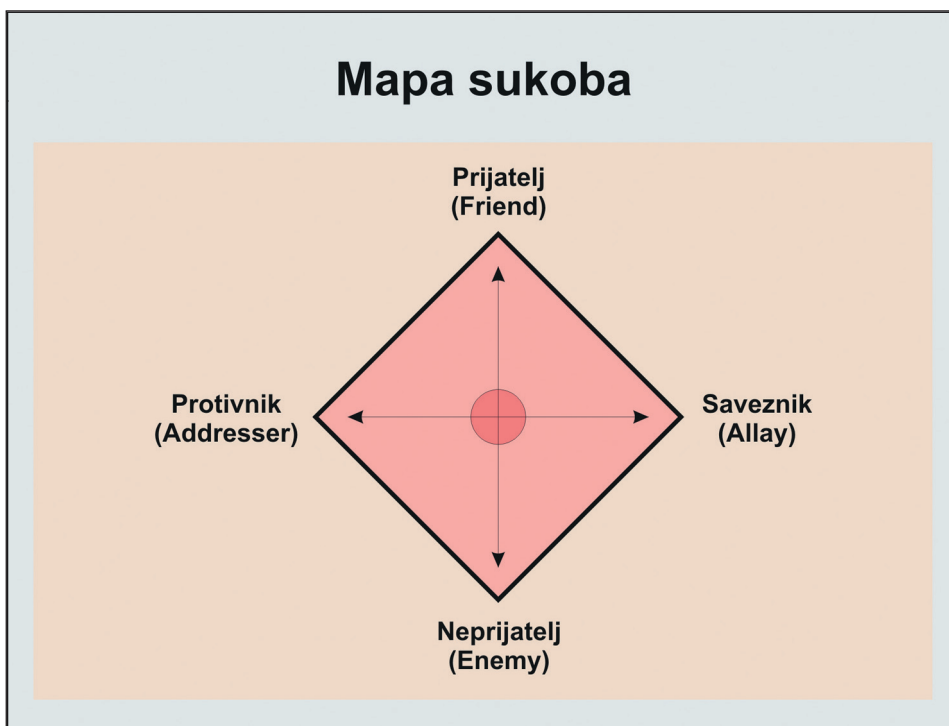 Mapa sukoba
Prijatelj
(Friend)
Protivnik
(Addresser)
Saveznik
(Allay)
Neprijatelj
(Enemy)